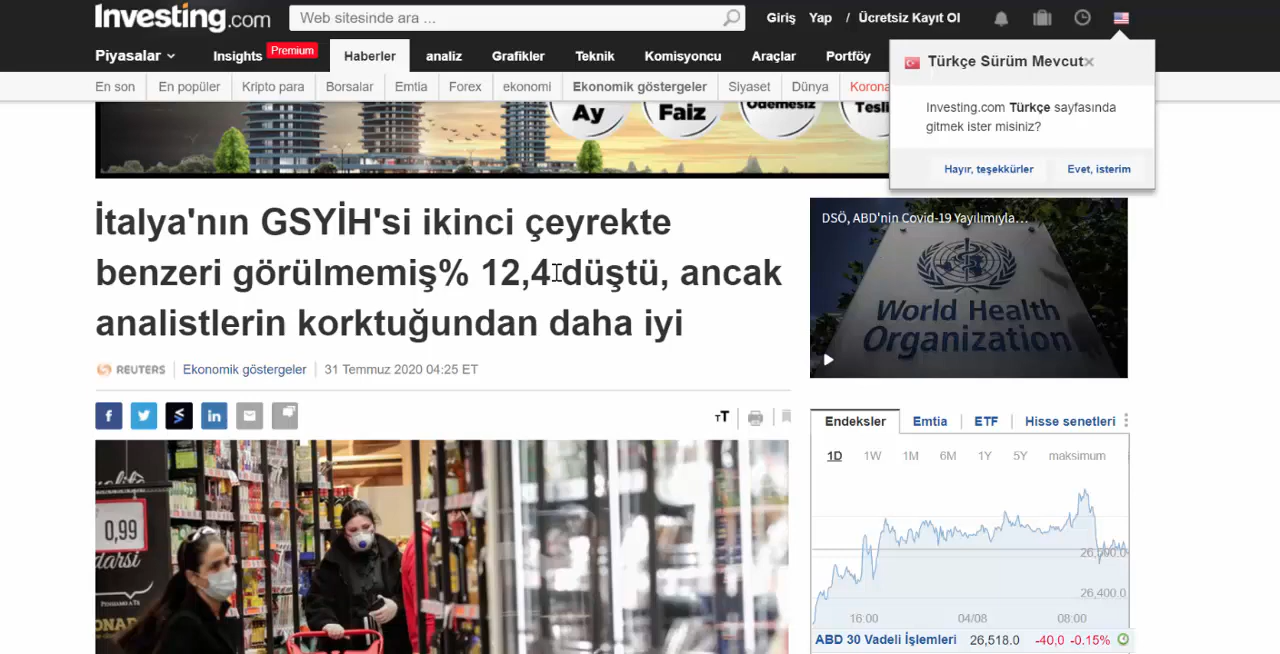 Investing.com
Web sitesinde ara ...
Giriş Yap / Ücretsiz Kayıt Ol
Piyasalar
Insights
Premium
Haberler
analiz
Grafikler
Teknik
Komisyoncu
Araçlar
Portföy
En son
En popüler
Kripto para
Borsalar
Emtia
Forex
ekonomi
Ekonomik göstergeler
Siyaset
Dünya
Korona
Türkçe Sürüm Mevcut
Investing.com Türkçe sayfasında
gitmek ister misiniz?
Hayır, teşekkürler
Evet, isterim
Ay
Faiz
Ödemesiz
Tesli
İtalya'nın GSYİH'si ikinci çeyrekte
benzeri görülmemiş% 12,4 düştü, ancak
analistlerin korktuğundan daha iyi
REUTERS
Ekonomik göstergeler
31 Temmuz 2020 04:25 ET
TT
DSÖ, ABD'nin Covid-19 Yayılımıyla…
World Health
Organization
0,99
Endeksler
Emtia
ETF
Hisse senetleri
1D
1W
1M
6M
1Y
5Y
maksimum
26,500.0
26,400.0
16:00
04/08
08:00
ABD 30 Vadeli İşlemleri 26,518.0 -40,0 -0.15%